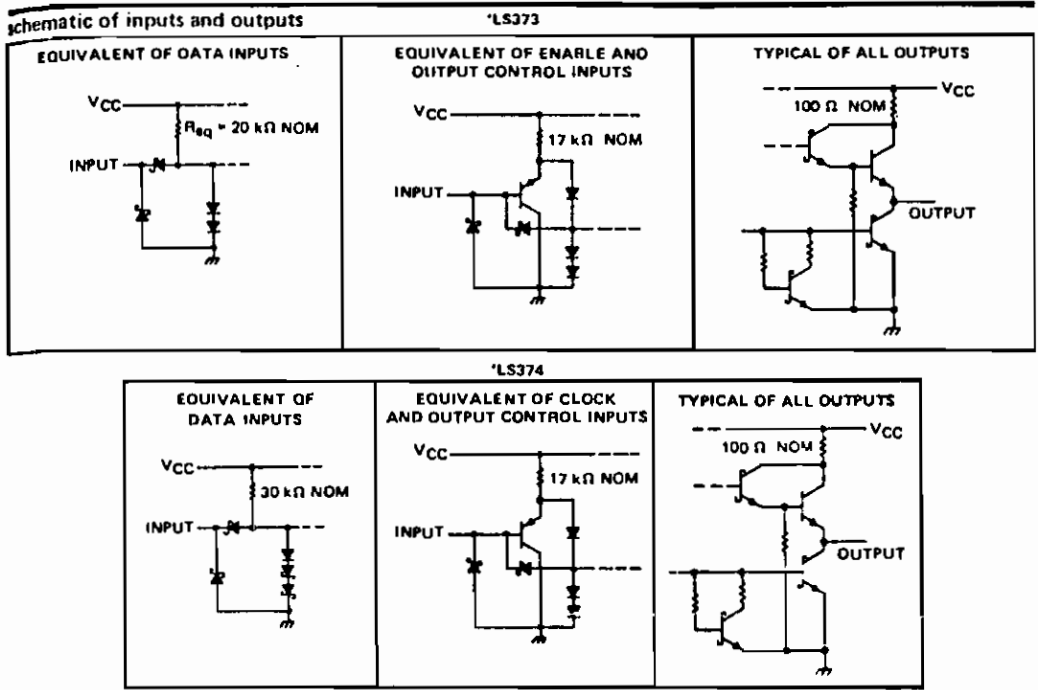 schematic of inputs and outputs
'LS373
EQUIVALENT OF DATA INPUTS
VCC
Req = 20 kΩ NOM
INPUT
EQUIVALENT OF ENABLE AND
OUTPUT CONTROL INPUTS
VCC
17 kΩ NOM
INPUT
TYPICAL OF ALL OUTPUTS
VCC
100 Ω NOM
OUTPUT
'LS374
EQUIVALENT OF
DATA INPUTS
VCC
30 kΩ NOM
INPUT
EQUIVALENT OF CLOCK
AND OUTPUT CONTROL INPUTS
VCC
17 kΩ NOM
INPUT
TYPICAL OF ALL OUTPUTS
VCC
100 Ω NOM
OUTPUT